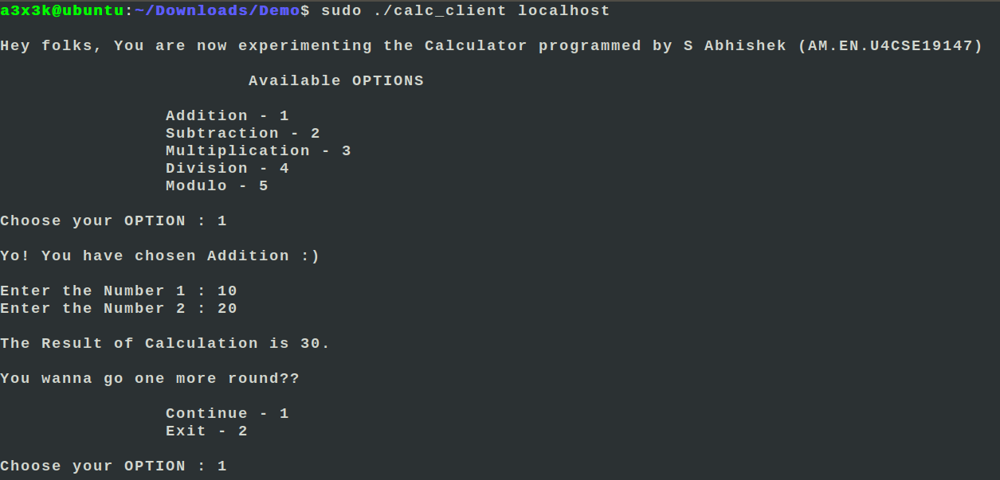 a3x3k@ubuntu:~/Downloads/Demo$ sudo ./calc_client localhost
Hey folks, You are now experimenting the Calculator programmed by S Abhishek (AM.EN.U4CSE19147)
Available OPTIONS
Addition - 1
Subtraction - 2
Multiplication - 3
Division - 4
Modulo - 5
Choose your OPTION : 1
Yo! You have chosen Addition :)
Enter the Number 1 : 10
Enter the Number 2 : 20
The Result of Calculation is 30.
You wanna go one more round??
Continue - 1
Exit - 2
Choose your OPTION : 1